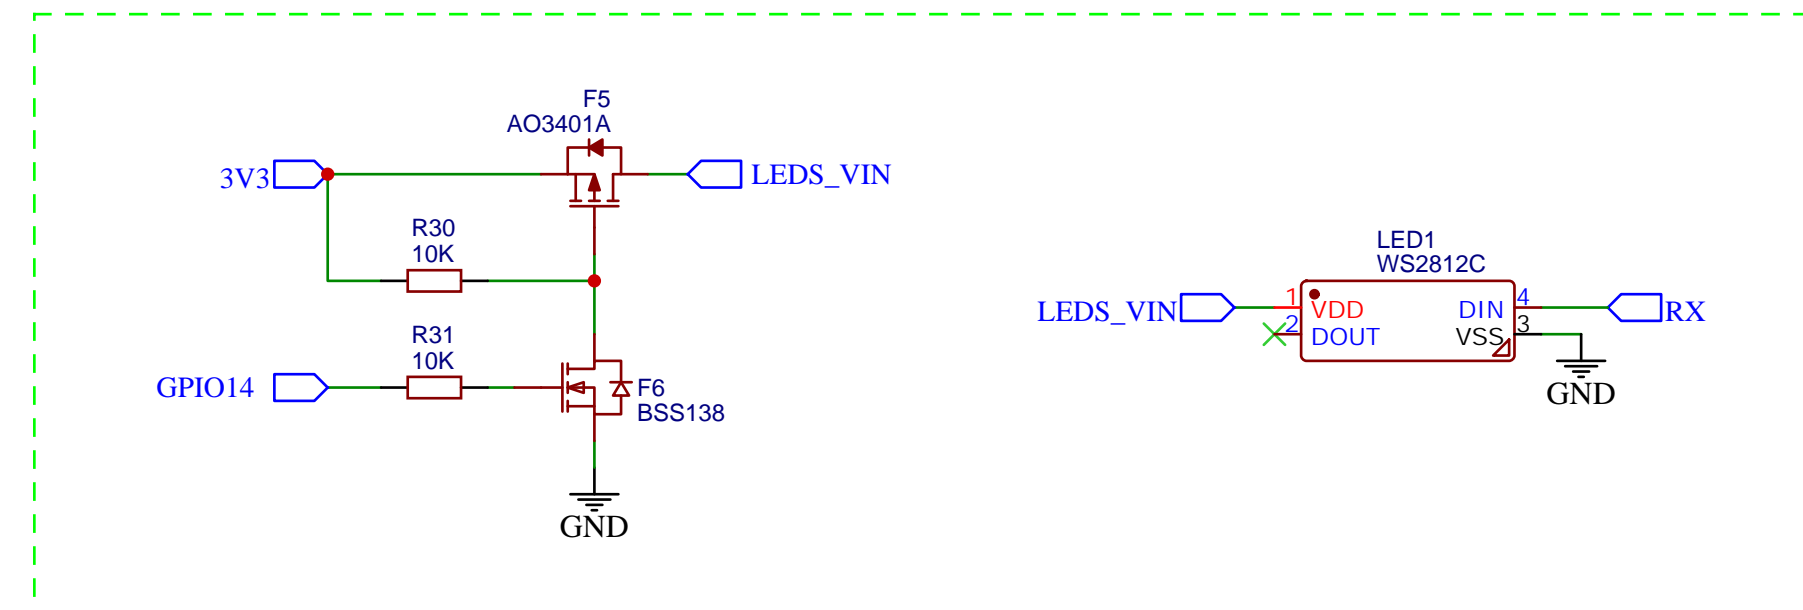 F5
AO3401A
3V3
LEDS_VIN
R30
10K
R31
10K
GPIO14
F6
BSS138
GND
LED1
WS2812C
LEDS_VIN
1
VDD
DIN
4
RX
2
DOUT
VSS
3
GND